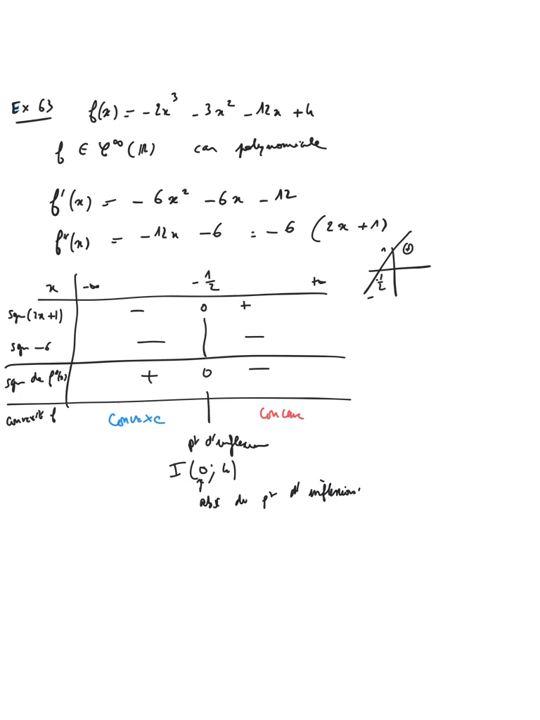 Ex 63 f(x) = -2x³ - 3x² - 12x + 4
f ∈ C∞(ℝ) car polynomiale
f'(x) = - 6x² - 6x - 12
f''(x) = -12x - 6 = -6 (2x + 1)
x -∞ -1/2 +∞
Sgn(2x+1) - 0 +
sgn -6 - -
sgn de f''(x) + 0 -
convexité f Convexe Concave
pt d'inflexion
I (0; 4)
abs du pt d'inflexion.
-1/2 +
-